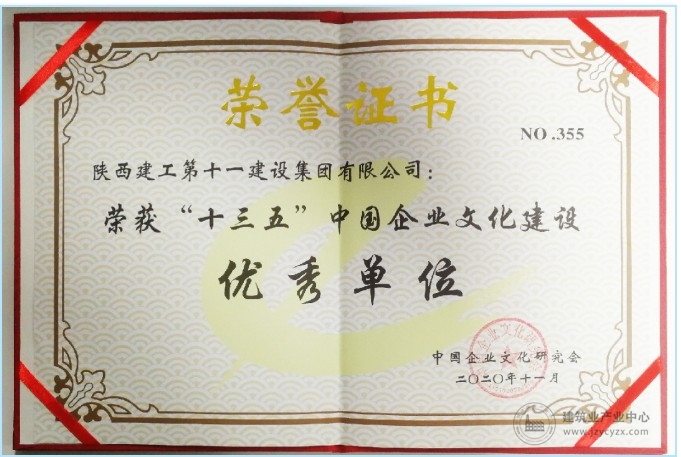 荣誉证书
NO .355
陕西建工第十一建设集团有限公司：
荣获“十三五”中国企业文化建设
优秀单位
中国企业文化研究会
二〇二〇年十一月
建筑业产业中心
www.jzycyzx.com